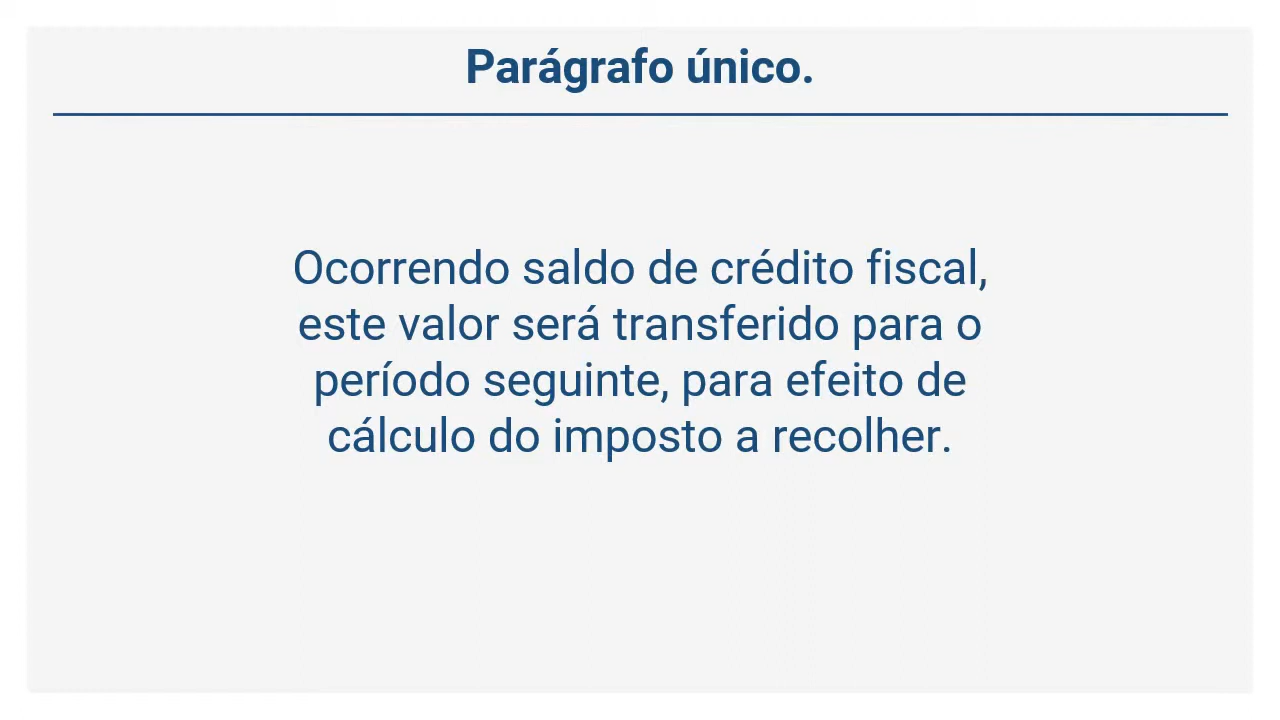 Parágrafo único.
Ocorrendo saldo de crédito fiscal,
este valor será transferido para o
período seguinte, para efeito de
cálculo do imposto a recolher.